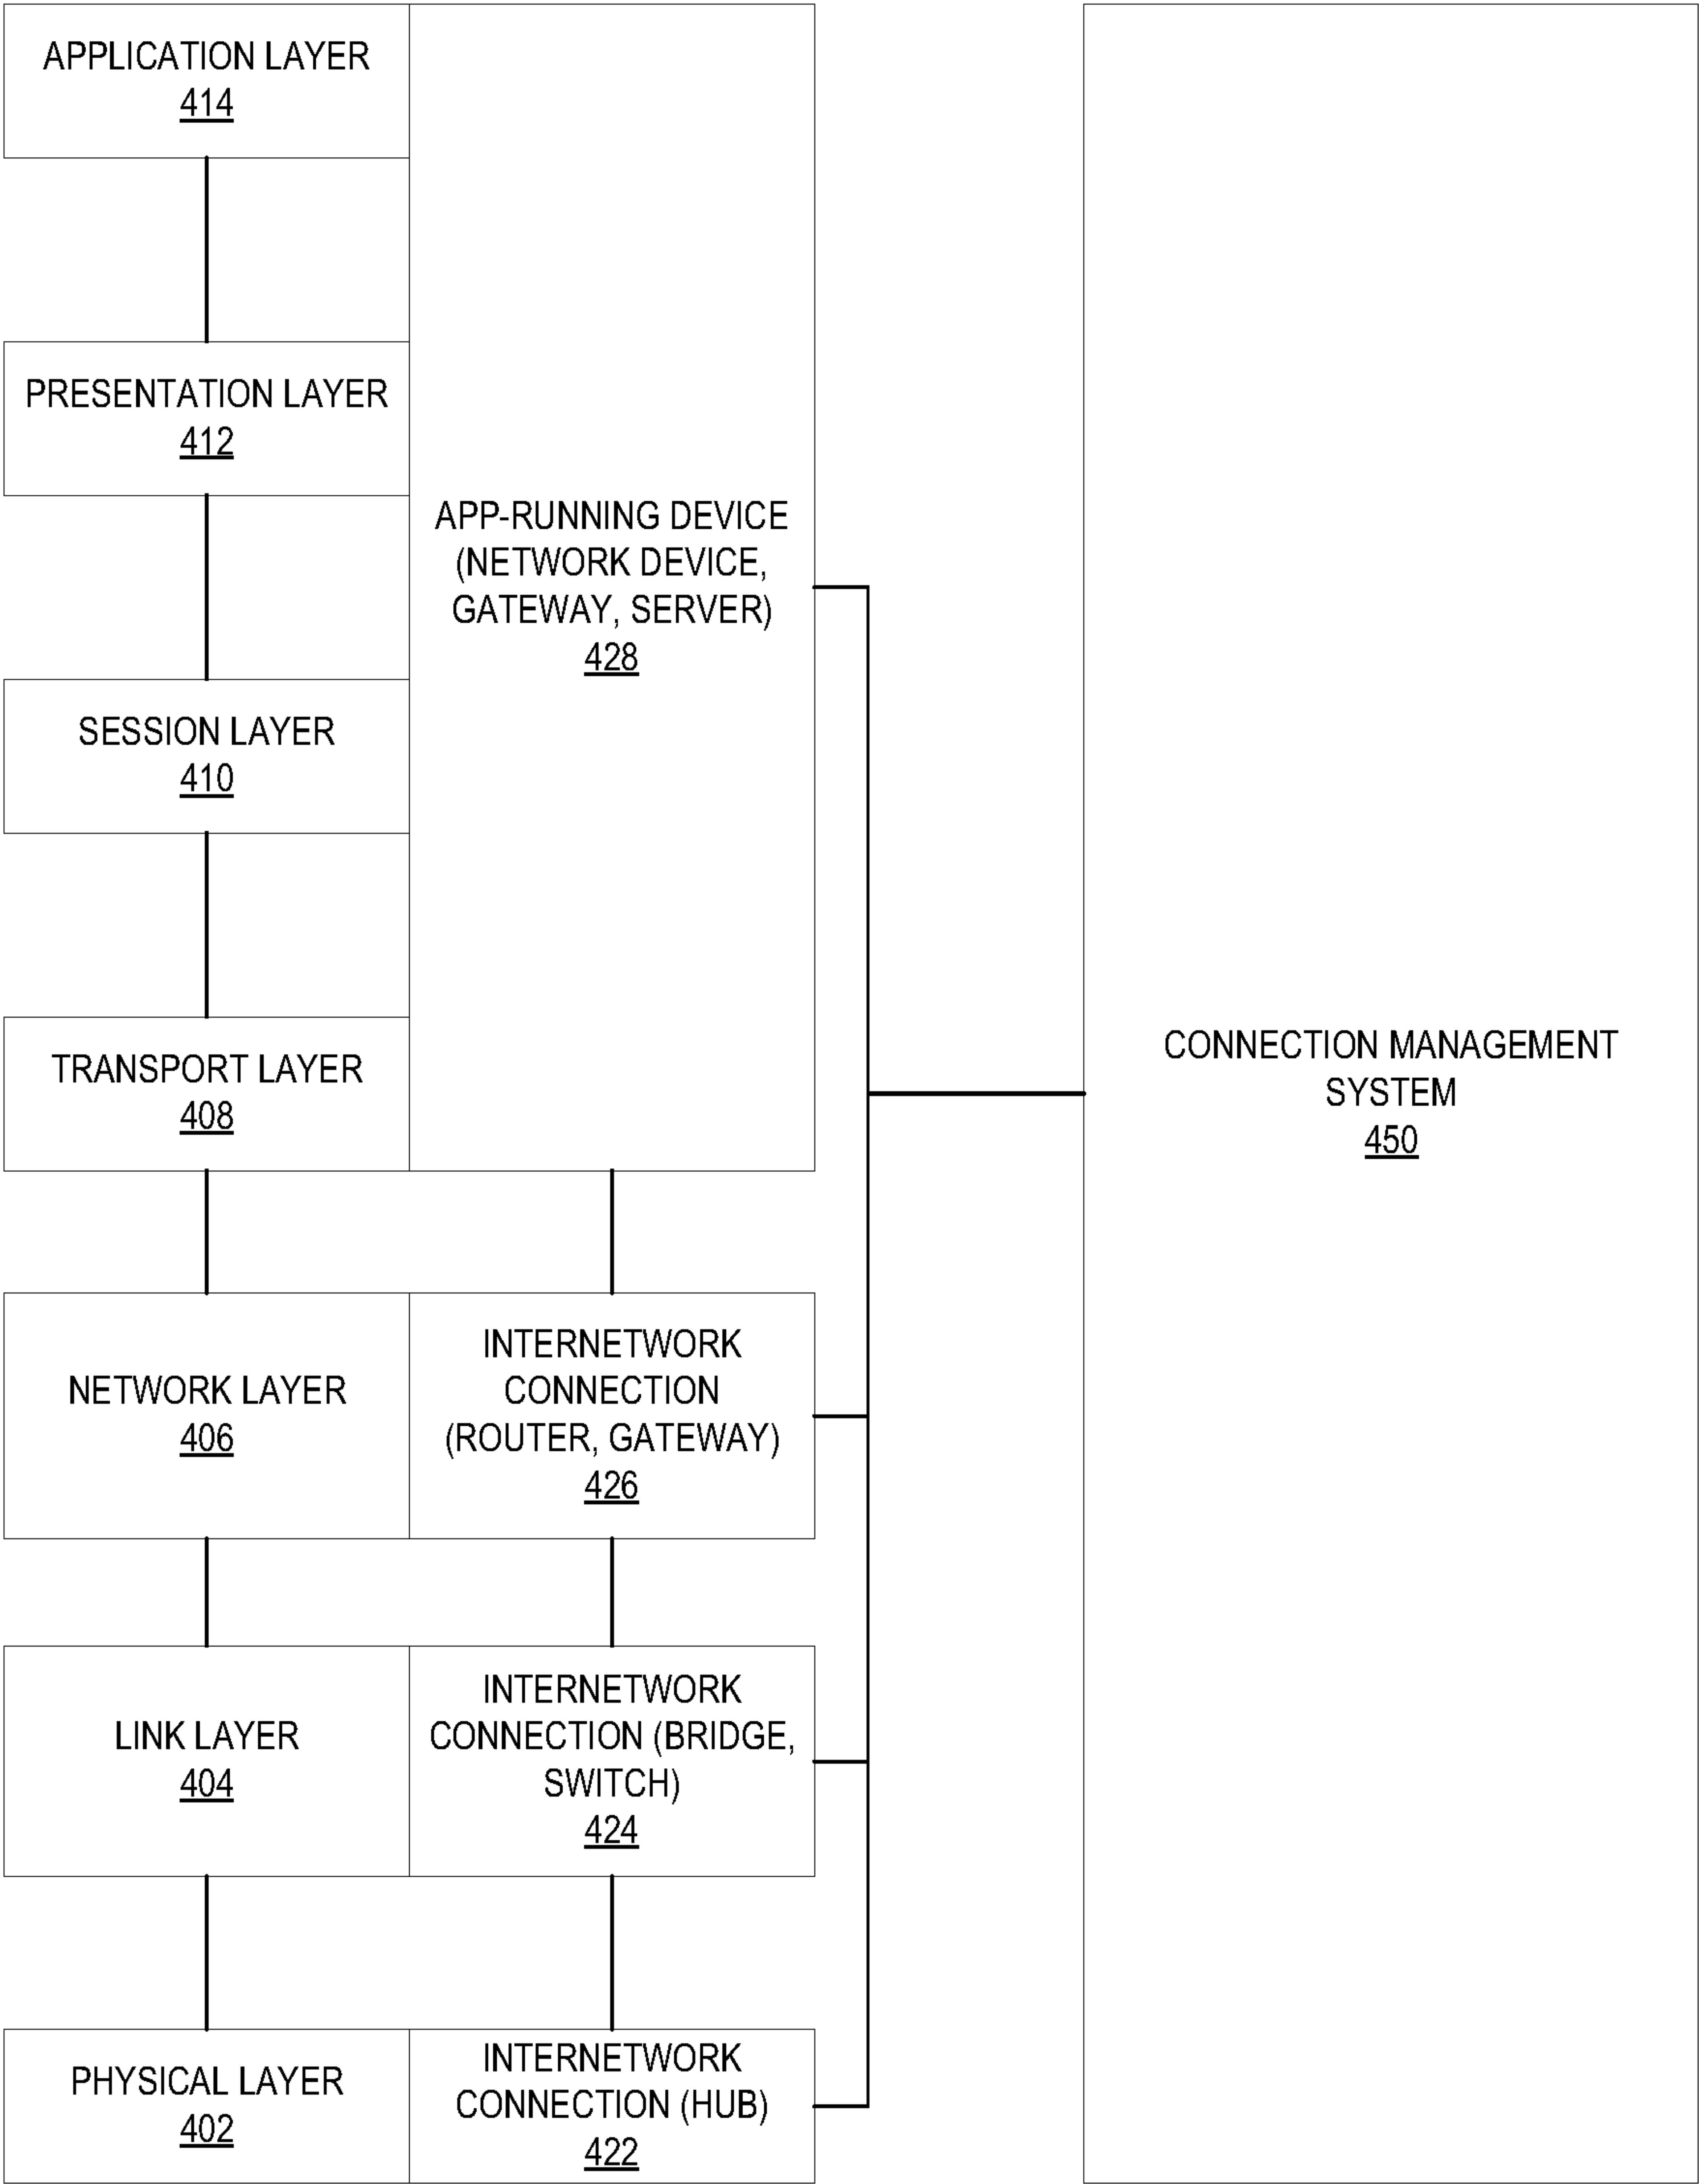 APPLICATION LAYER
414
PRESENTATION LAYER
412
APP-RUNNING DEVICE
(NETWORK DEVICE,
GATEWAY, SERVER)
428
SESSION LAYER
410
TRANSPORT LAYER
408
CONNECTION MANAGEMENT
SYSTEM
450
NETWORK LAYER
406
INTERNETWORK
CONNECTION
(ROUTER, GATEWAY)
426
LINK LAYER
404
INTERNETWORK
CONNECTION (BRIDGE,
SWITCH)
424
PHYSICAL LAYER
402
INTERNETWORK
CONNECTION (HUB)
422